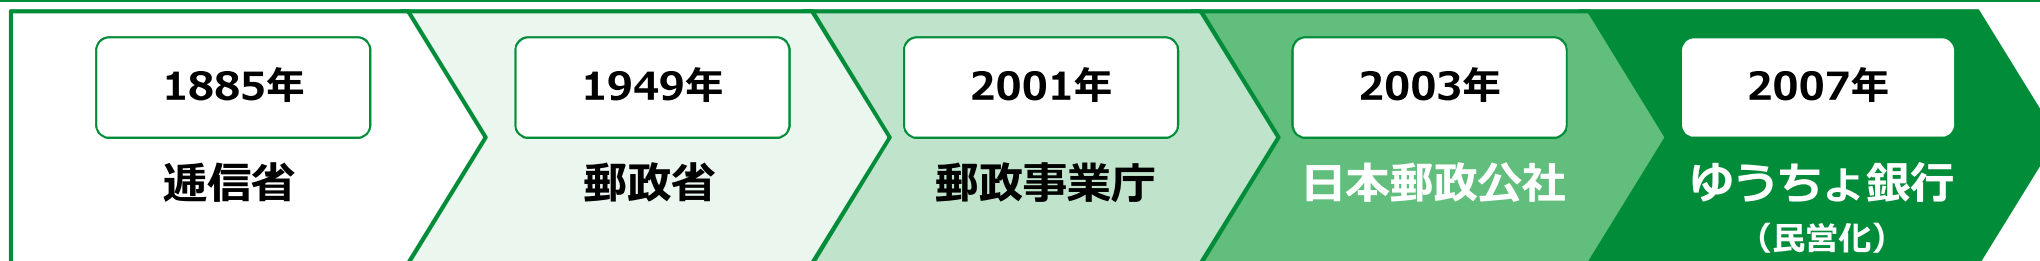 1885年
逓信省
1949年
郵政省
2001年
郵政事業庁
2003年
日本郵政公社
2007年
ゆうちょ銀行
（民営化）